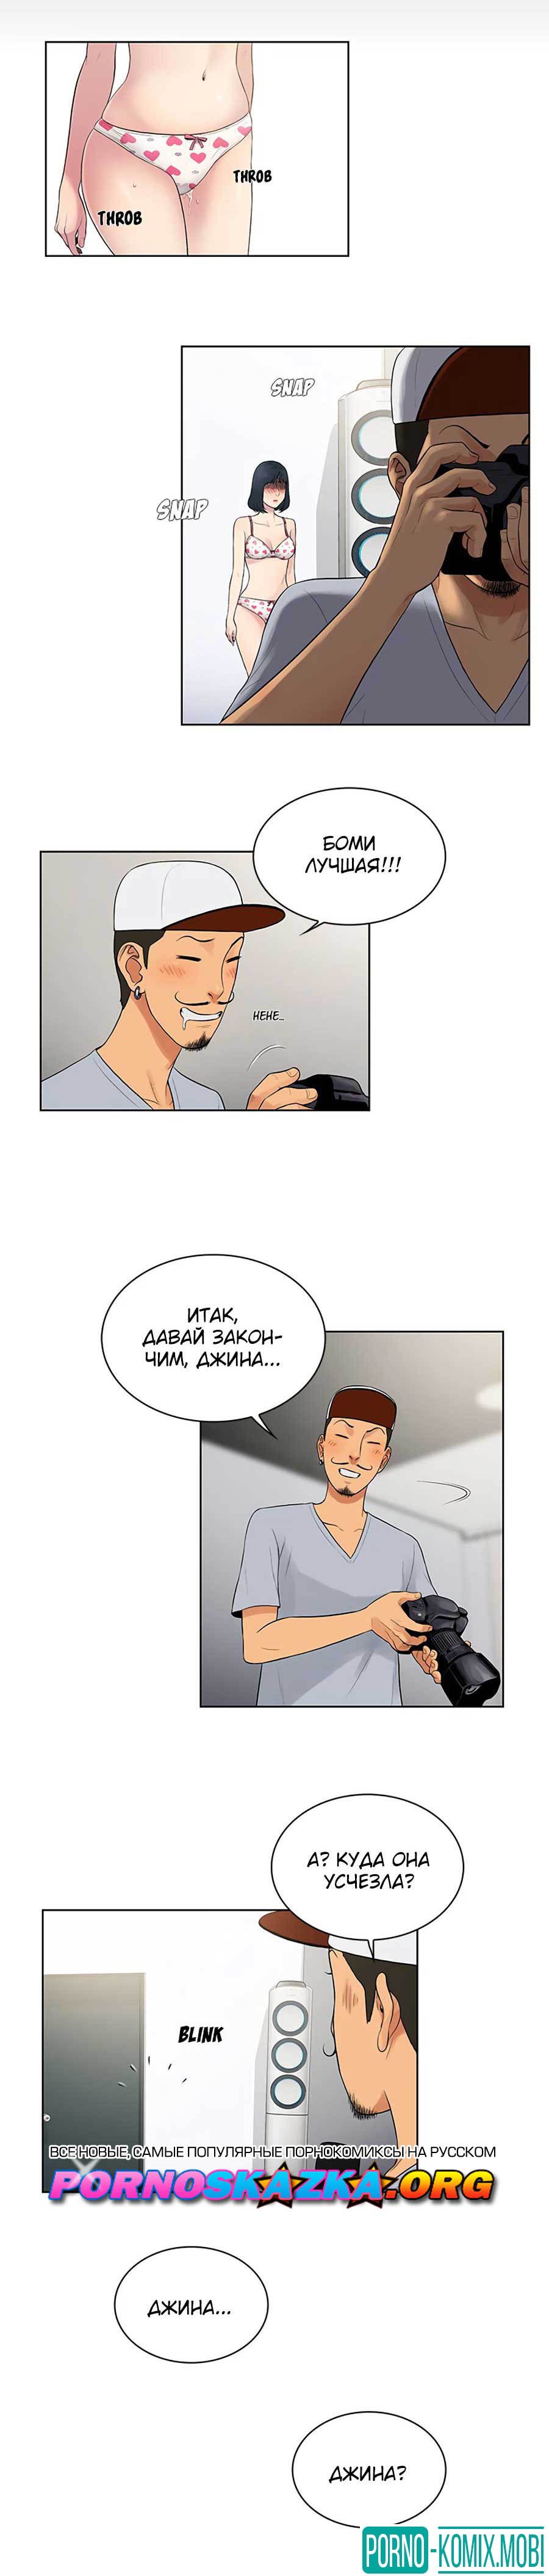 THROB
THROB
SNAP
SNAP
БОМИ
ЛУЧШАЯ!!!
НЕНЕ...
ИТАК,
ДАВАЙ ЗАКОН-
ЧИМ, ДЖИНА...
А? КУДА ОНА
УСЧЕЗЛА?
BLINK
ВСЕ НОВЫЕ, САМЫЕ ПОПУЛЯРНЫЕ ПОРНОКОМИКСЫ НА РУССКОМ
PORNOSKAZKA.ORG
ДЖИНА...
ДЖИНА?
PORNO-KOMIX.MOBI